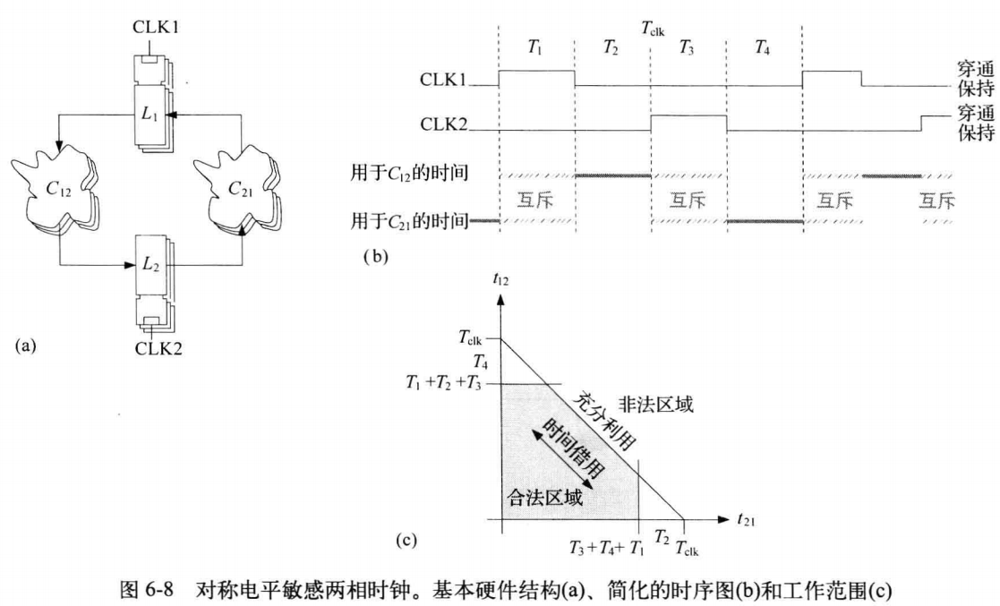 CLK1
L1
C12
C21
L2
(a)
CLK2
Tclk
T1 T2 T3 T4
CLK1 穿通
保持
CLK2 穿通
保持
用于C12的时间
互斥 互斥 互斥 互斥
用于C21的时间
(b)
t12
Tclk
T4
T1 +T2 +T3
充分利用
非法区域
时间借用
合法区域
t21
(c)
T3 + T4 + T1 T2 Tclk
图 6-8 对称电平敏感两相时钟。基本硬件结构(a)、简化的时序图(b)和工作范围(c)